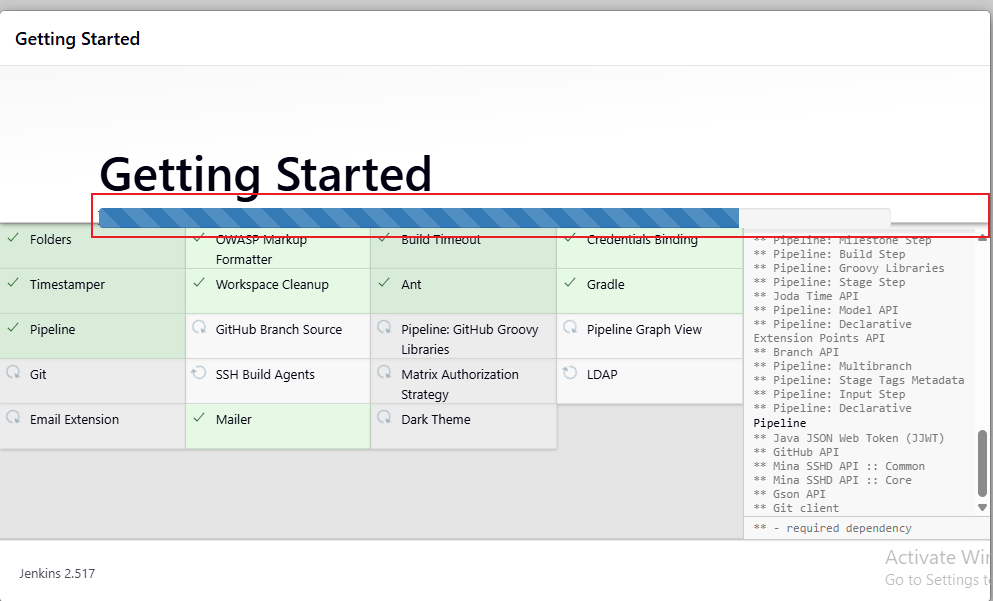 Getting Started
Getting Started
Folders
OWASP Markup
Formatter
Build Timeout
Credentials Binding
Timestamper
Workspace Cleanup
Ant
Gradle
Pipeline
GitHub Branch Source
Pipeline: GitHub Groovy
Libraries
Pipeline Graph View
Git
SSH Build Agents
Matrix Authorization
Strategy
LDAP
Email Extension
Mailer
Dark Theme
** Pipeline: Milestone Step
** Pipeline: Build Step
** Pipeline: Groovy Libraries
** Pipeline: Stage Step
** Joda Time API
** Pipeline: Model API
** Pipeline: Declarative
Extension Points API
** Branch API
** Pipeline: Multibranch
** Pipeline: Stage Tags Metadata
** Pipeline: Input Step
** Pipeline: Declarative
Pipeline
** Java JSON Web Token (JJWT)
** GitHub API
** Mina SSHD API :: Common
** Mina SSHD API :: Core
** Gson API
** Git client
** - required dependency
Jenkins 2.517
Activate Win
Go to Settings t